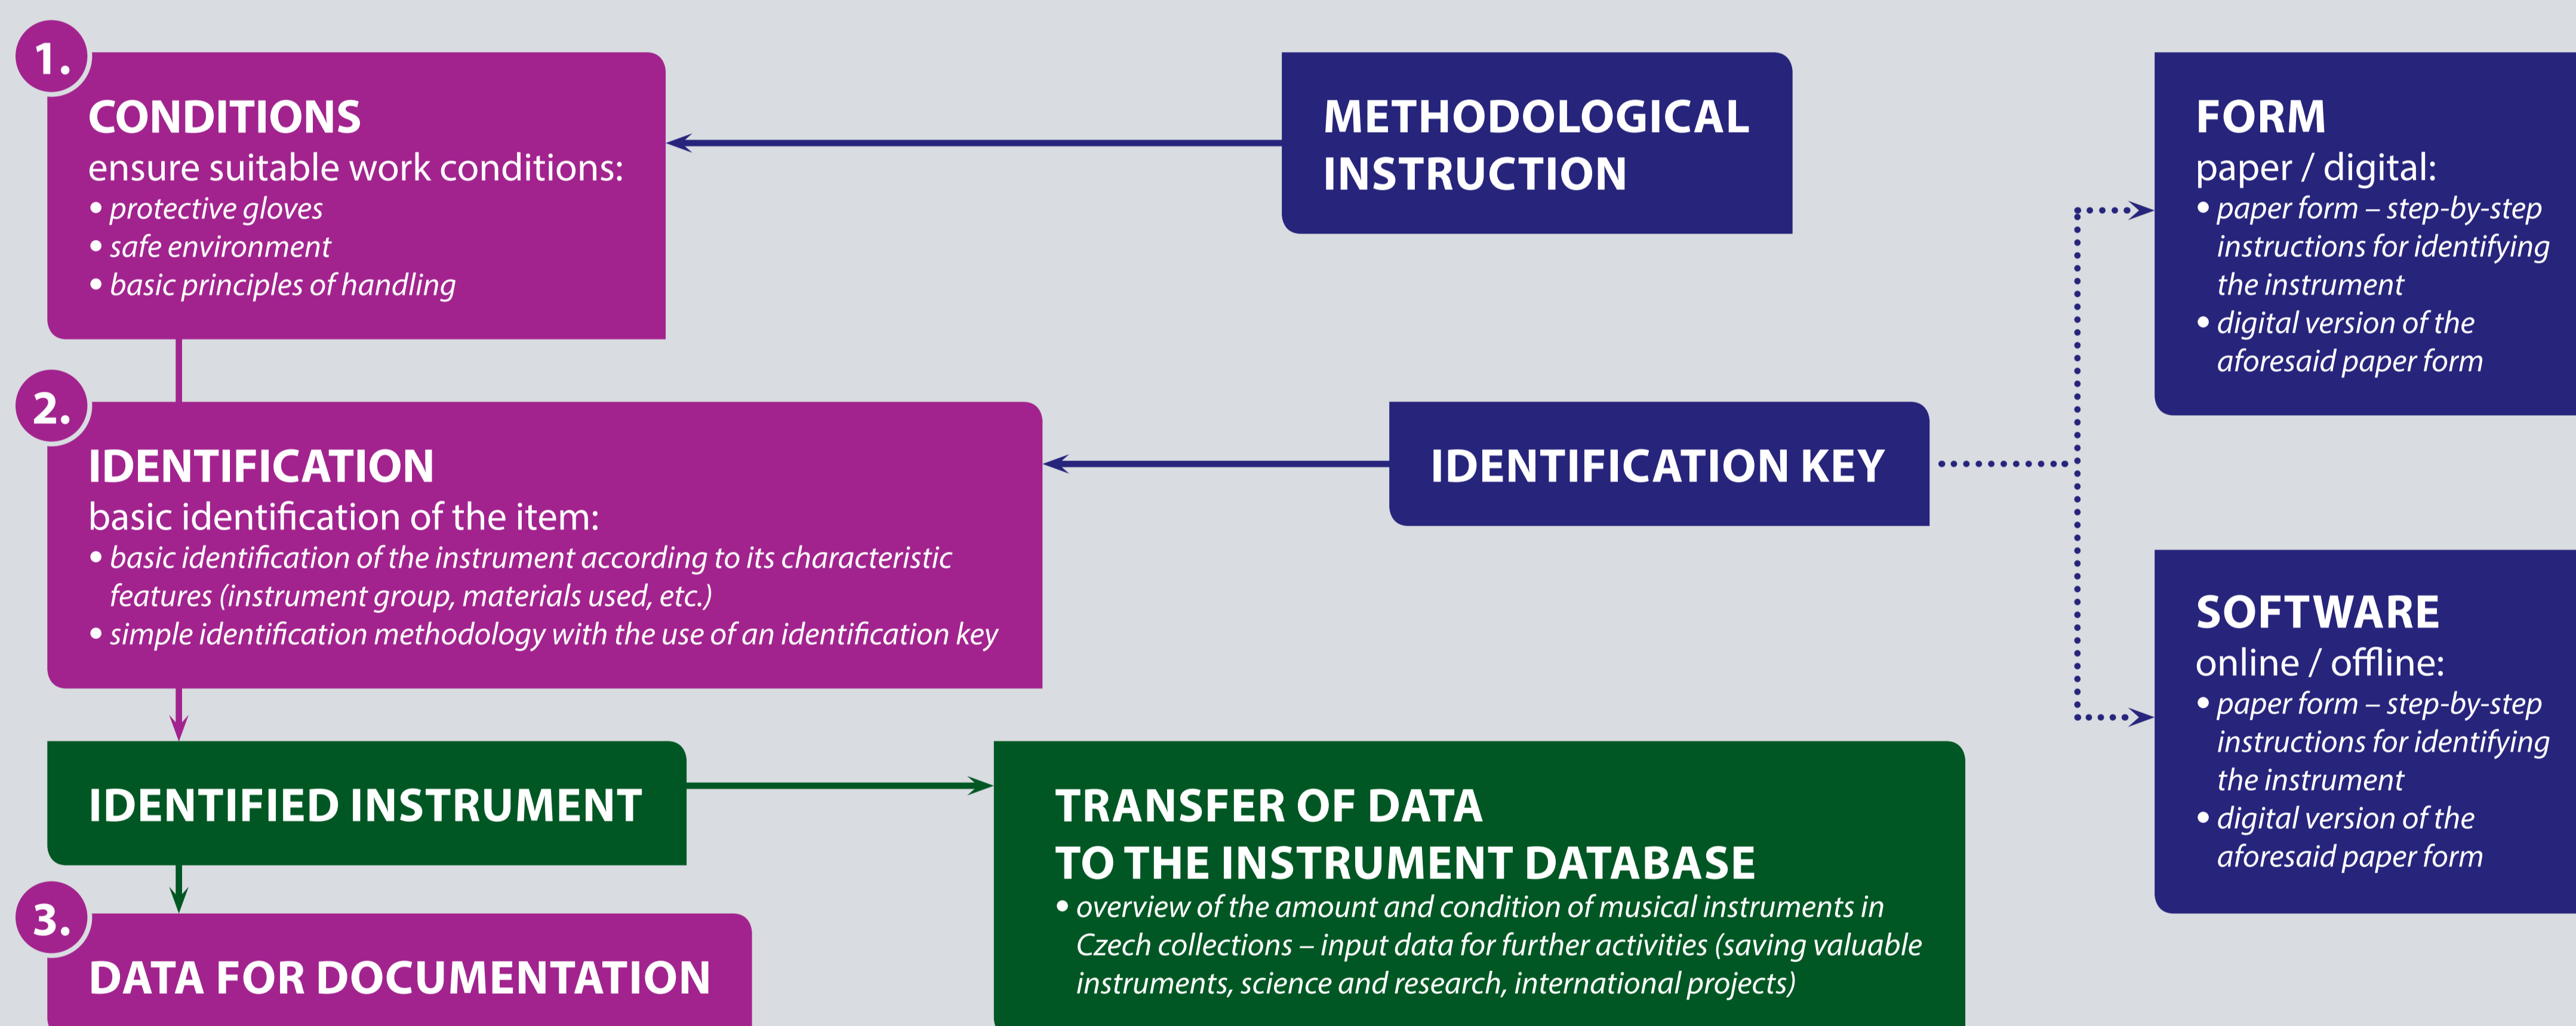 1.
CONDITIONS
ensure suitable work conditions:
• protective gloves
• safe environment
• basic principles of handling
METHODOLOGICAL
INSTRUCTION
FORM
paper / digital:
• paper form – step-by-step
instructions for identifying
the instrument
• digital version of the
aforesaid paper form
2.
IDENTIFICATION
basic identification of the item:
• basic identification of the instrument according to its characteristic
features (instrument group, materials used, etc.)
• simple identification methodology with the use of an identification key
IDENTIFICATION KEY
SOFTWARE
online / offline:
• paper form – step-by-step
instructions for identifying
the instrument
• digital version of the
aforesaid paper form
IDENTIFIED INSTRUMENT
TRANSFER OF DATA
TO THE INSTRUMENT DATABASE
• overview of the amount and condition of musical instruments in
Czech collections – input data for further activities (saving valuable
instruments, science and research, international projects)
3.
DATA FOR DOCUMENTATION